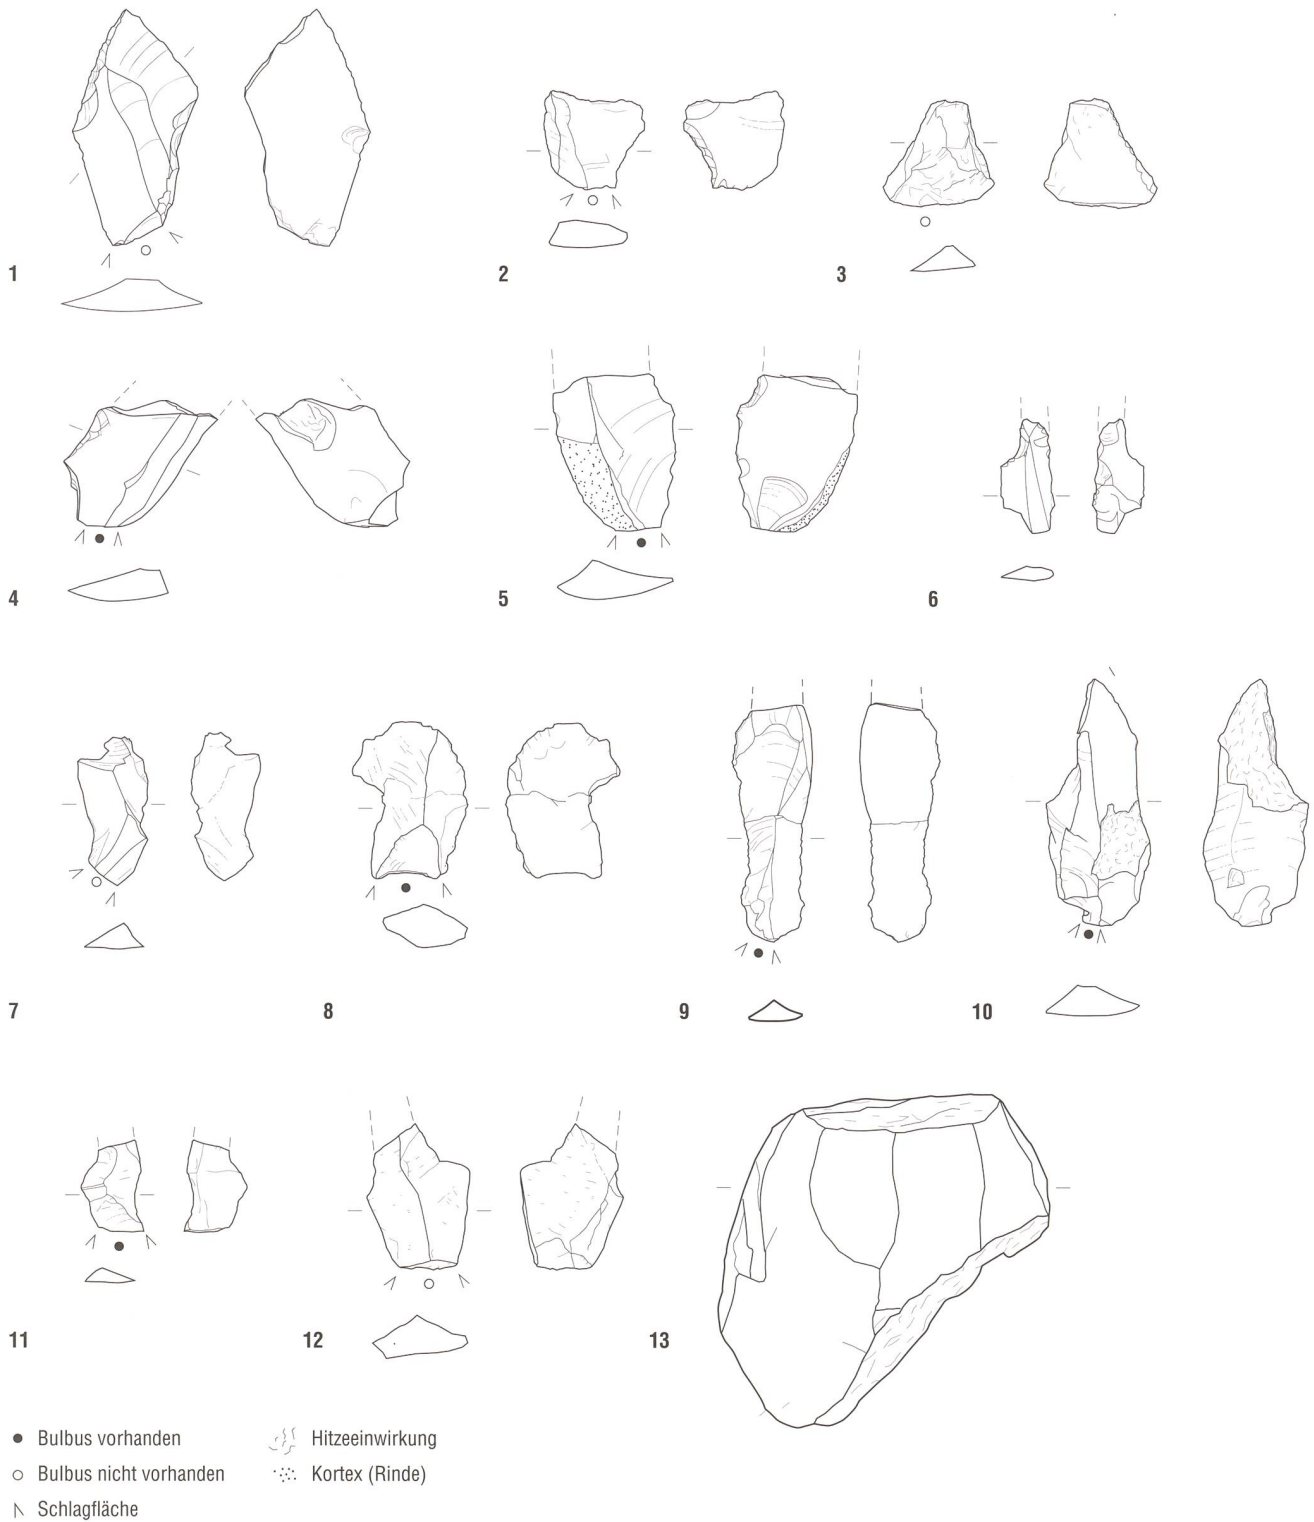 1
2
3
4
5
6
7
8
9
10
11
12
13
Bulbus vorhanden
Bulbus nicht vorhanden
Schlagfläche
Hitzeeinwirkung
Kortex (Rinde)